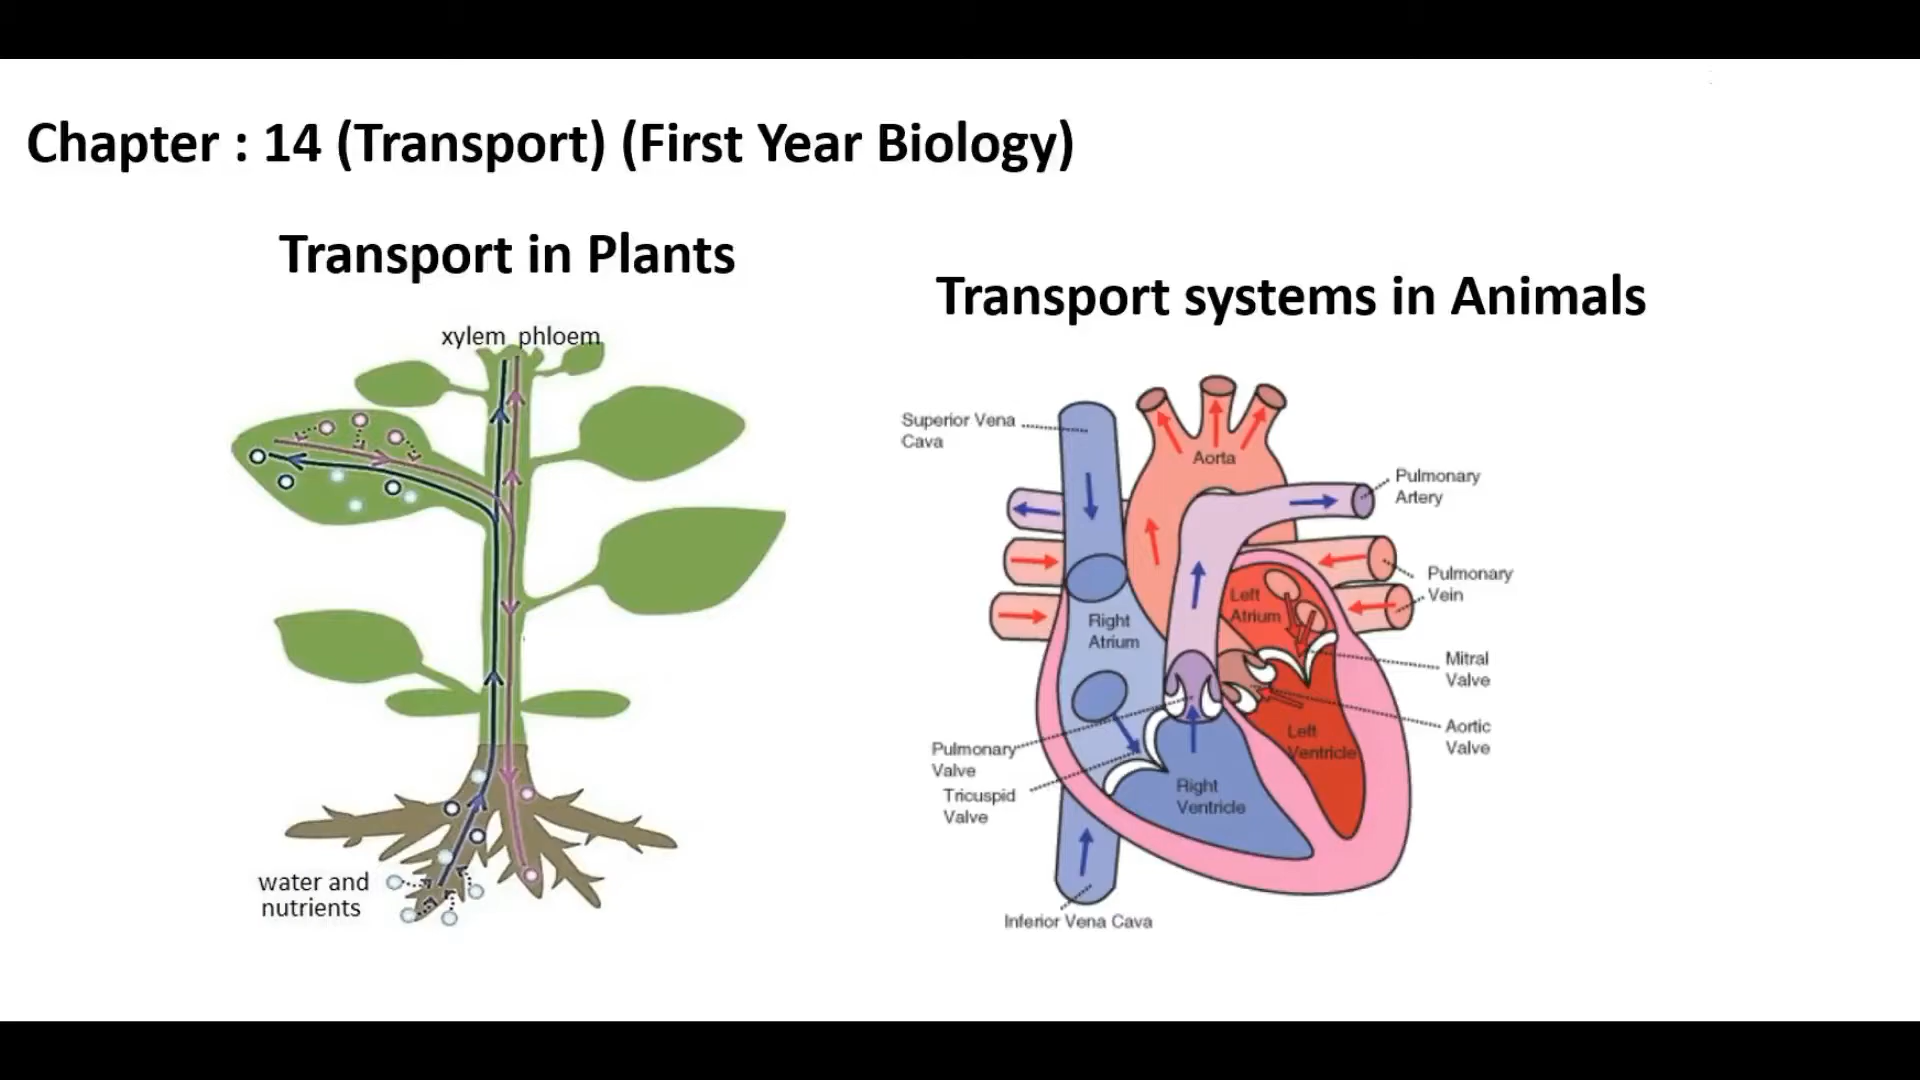 Chapter : 14 (Transport) (First Year Biology)
Transport in Plants
xylem phloem
water and
nutrients
Transport systems in Animals
Superior Vena
Cava
Aorta
Pulmonary
Artery
Pulmonary
Vein
Left
Atrium
Right
Atrium
Mitral
Valve
Aortic
Valve
Left
Ventricle
Pulmonary
Valve
Tricuspid
Valve
Right
Ventricle
Inferior Vena Cava